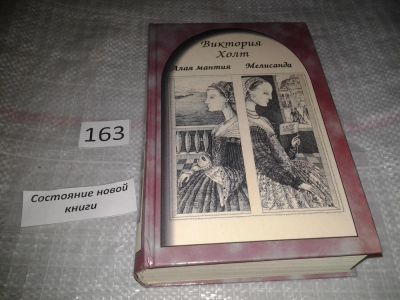 Виктория
Холт
Алая мантия Мелисанда
163
Состояние новой
книги